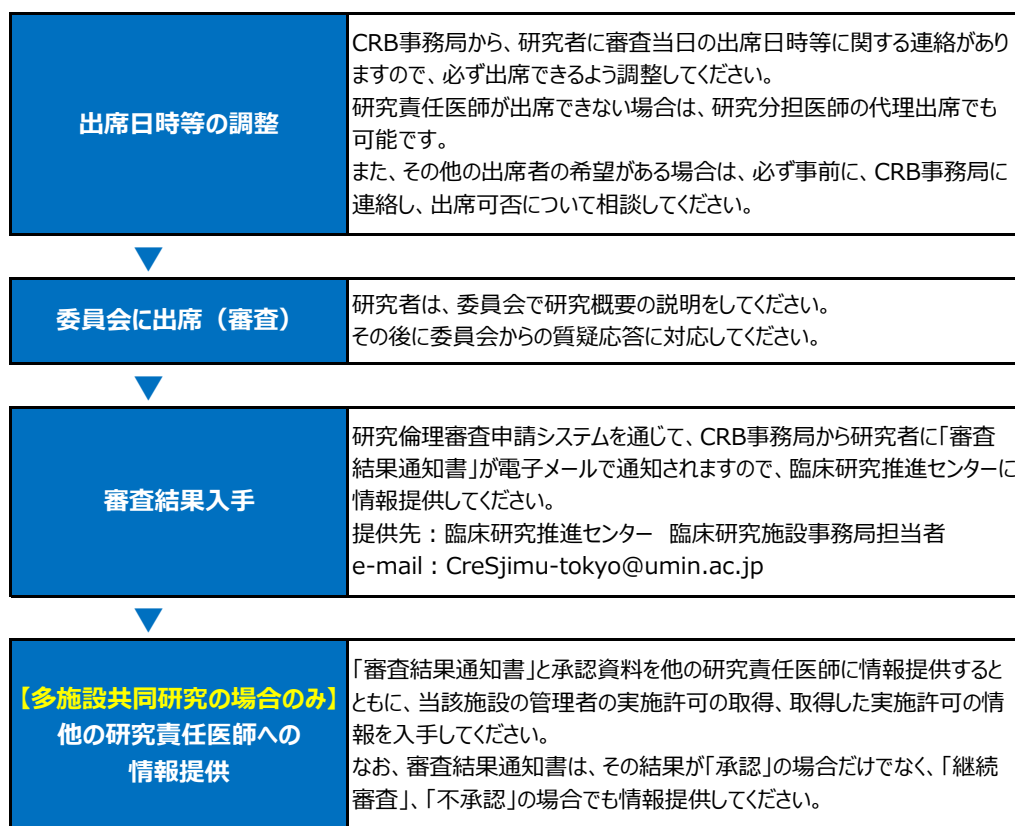 出席日時等の調整
CRB事務局から、研究者に審査当日の出席日時等に関する連絡があり
ますので、必ず出席できるよう調整してください。
研究責任医師が出席できない場合は、研究分担医師の代理出席でも
可能です。
また、その他の出席者の希望がある場合は、必ず事前に、CRB事務局に
連絡し、出席可否について相談してください。
委員会に出席（審査）
研究者は、委員会で研究概要の説明をしてください。
その後に委員会からの質疑応答に対応してください。
審査結果入手
研究倫理審査申請システムを通じて、CRB事務局から研究者に「審査
結果通知書」が電子メールで通知されますので、臨床研究推進センターに
情報提供してください。
提供先：臨床研究推進センター 臨床研究施設事務局担当者
e-mail：CreSjimu-tokyo@umin.ac.jp
【多施設共同研究の場合のみ】
他の研究責任医師への
情報提供
「審査結果通知書」と承認資料を他の研究責任医師に情報提供すると
ともに、当該施設の管理者の実施許可の取得、取得した実施許可の情
報を入手してください。
なお、審査結果通知書は、その結果が「承認」の場合だけでなく、「継続
審査」、「不承認」の場合でも情報提供してください。